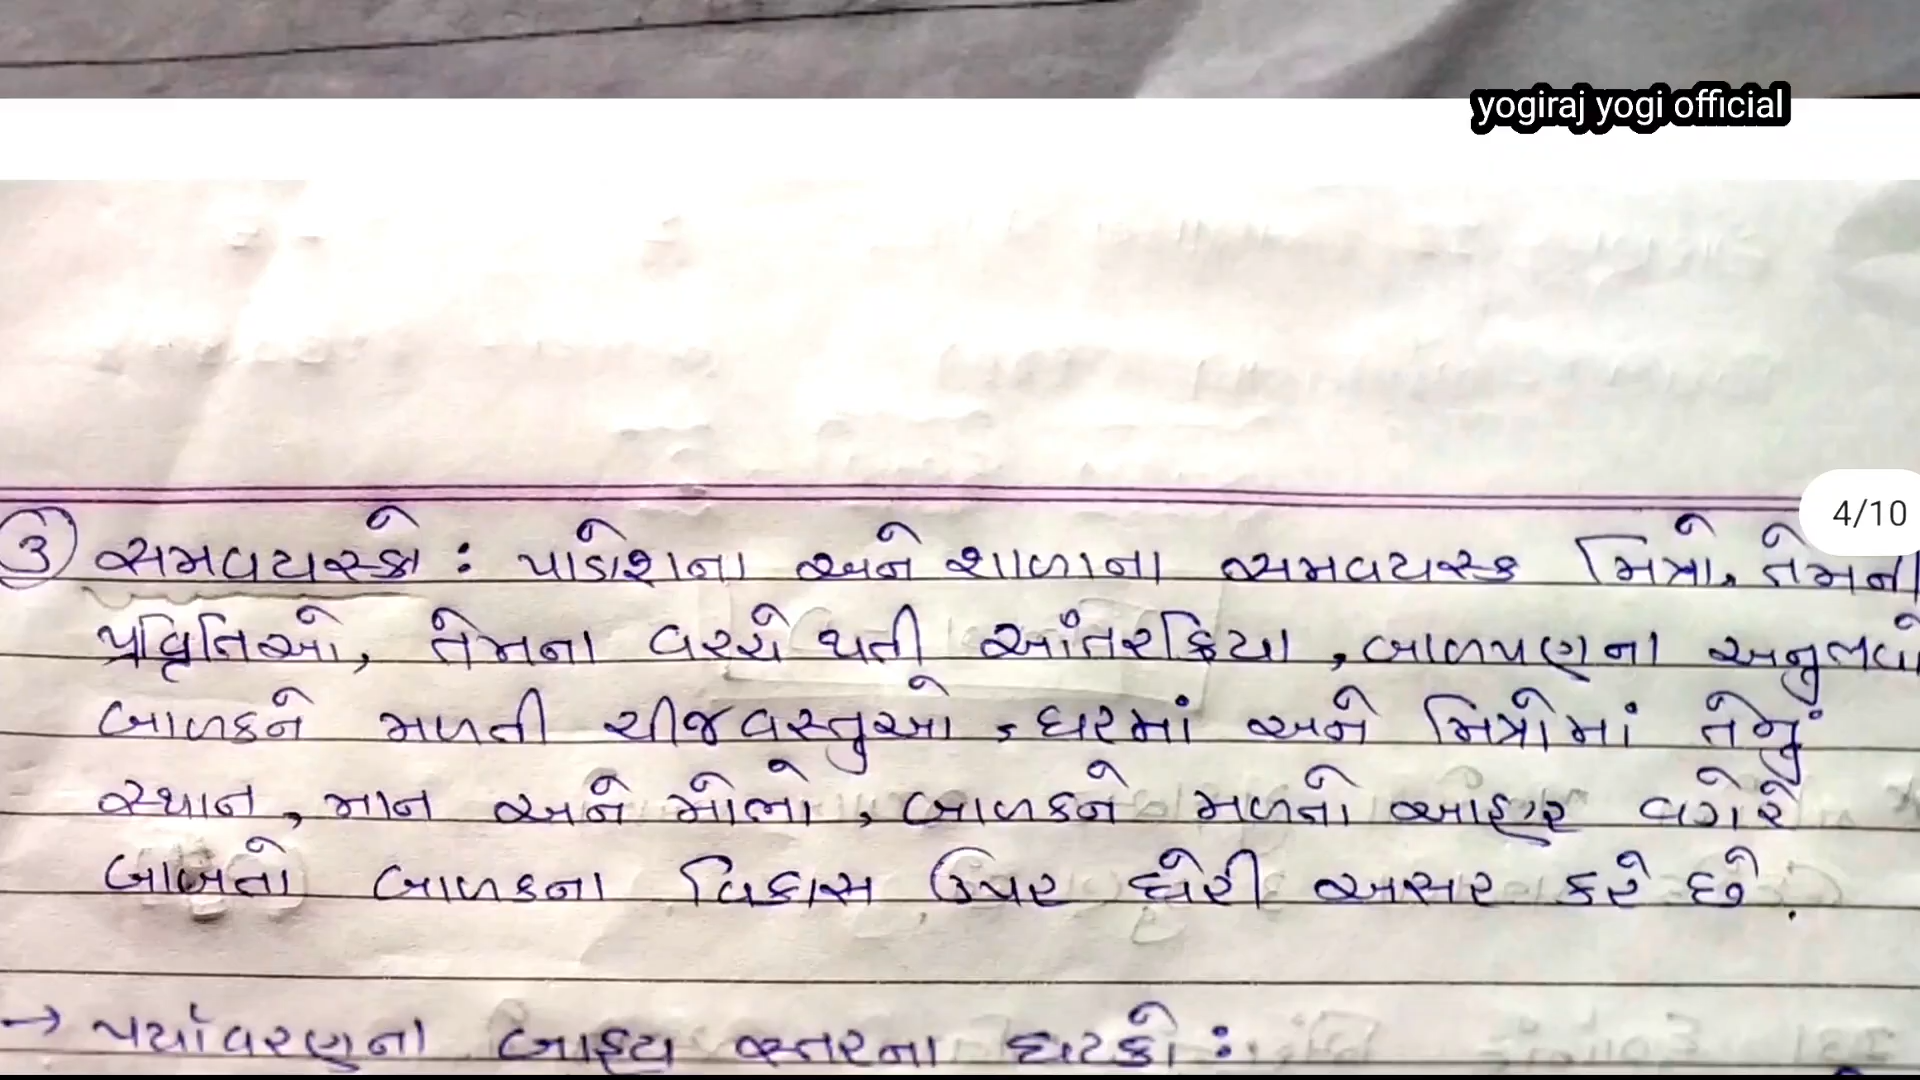 yogiraj yogi official
4/10
③ સમવયસ્કો : પાડોશના અને શાળાના સમવયસ્ક મિત્રો, તેમની
પ્રવૃિતિઓ, તેમના વચ્ચે થતી આંતરક્રિયા , બાળપણના અનુભવો
બાળકને મળતી ચીજવસ્તુઓ , ઘરમાં અને મિત્રોમાં તેનું
સ્થાન , માન અને મોભો , બાળકને મળતો આહાર વગેરે
બાબતો બાળકના વિકાસ ઉપર ઘેરી અસર કરે છે .
→ પર્યાવરણના બાહ્ય સ્તરના ઘટકો :